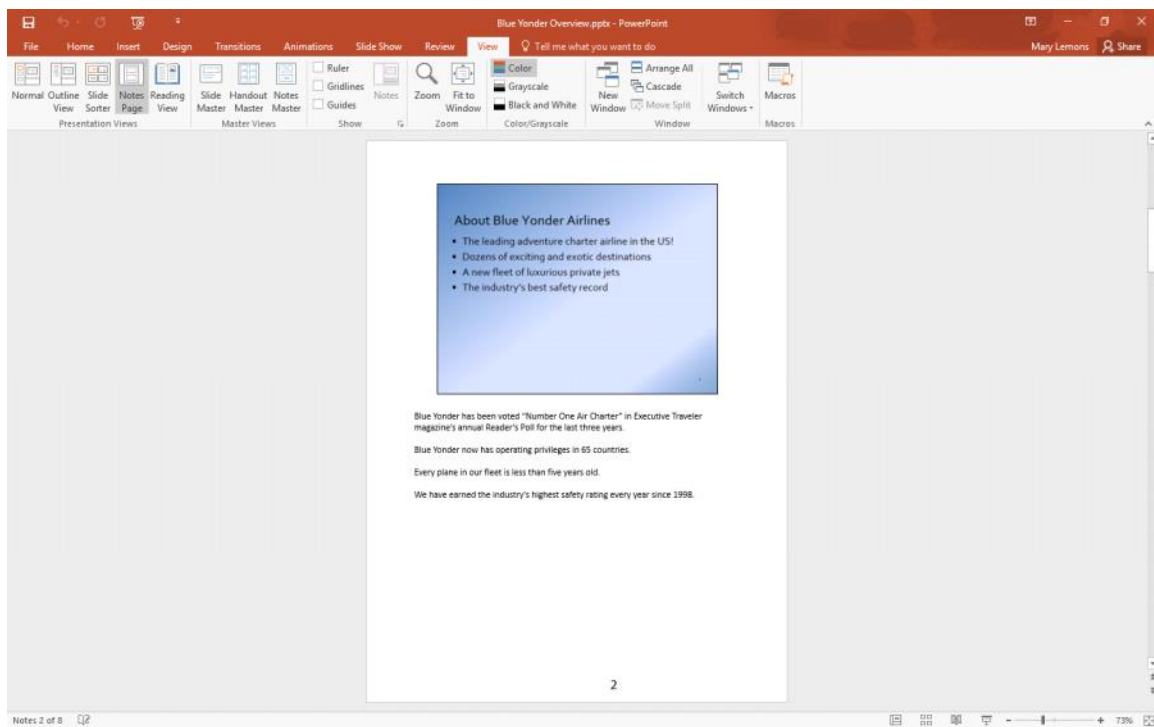 Blue Yonder Overview.pptx - PowerPoint
File Home Insert Design Transitions Animations Slide Show Review View Tell me what you want to do Mary Lemons Share
Normal Outline View Slide Sorter Notes Page Reading View
Presentation Views
Slide Master Handout Master Notes Master
Master Views
Ruler
Gridlines
Guides
Notes
Show
Zoom Fit to Window
Zoom
Color
Grayscale
Black and White
Color/Grayscale
New Window
Arrange All
Cascade
Move Split
Switch Windows
Window
Macros
Macros
About Blue Yonder Airlines
• The leading adventure charter airline in the US!
• Dozens of exciting and exotic destinations
• A new fleet of luxurious private jets
• The industry's best safety record
Blue Yonder has been voted "Number One Air Charter" in Executive Traveler
magazine's annual Reader's Poll for the last three years.
Blue Yonder now has operating privileges in 65 countries.
Every plane in our fleet is less than five years old.
We have earned the industry's highest safety rating every year since 1998.
2
Notes 2 of 8
73%